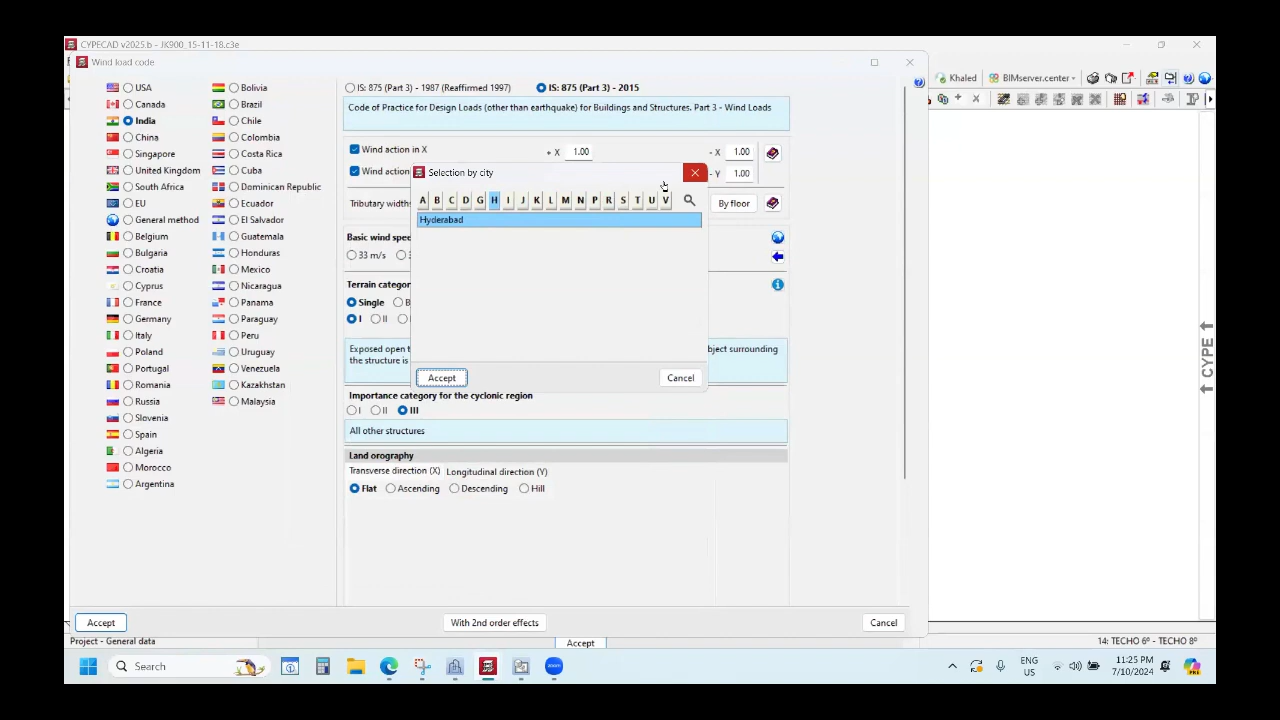 CYPECAD v2025.b - JK900_15-11-18.c3e
Wind load code
Khaled
BIMserver.center
USA
Canada
India
China
Singapore
United Kingdom
South Africa
EU
General method
Belgium
Bulgaria
Croatia
Cyprus
France
Germany
Italy
Poland
Portugal
Romania
Russia
Slovenia
Spain
Algeria
Morocco
Argentina
Bolivia
Brazil
Chile
Colombia
Costa Rica
Cuba
Dominican Republic
Ecuador
El Salvador
Guatemala
Honduras
Mexico
Nicaragua
Panama
Paraguay
Peru
Uruguay
Venezuela
Kazakhstan
Malaysia
IS: 875 (Part 3) - 1987 (Reaffirmed 1997)
IS: 875 (Part 3) - 2015
Code of Practice for Design Loads (other than earthquake) for Buildings and Structures. Part 3 - Wind Loads
Wind action in X
+ X 1.00
- X 1.00
Wind action
- Y 1.00
Tributary widths
By floor
Selection by city
A B C D G H I J K L M N P R S T U V
Hyderabad
Accept
Cancel
Basic wind spee
33 m/s
Terrain categor
Single
I II
Exposed open t
bject surrounding
the structure is
Importance category for the cyclonic region
I II III
All other structures
Land orography
Transverse direction (X) Longitudinal direction (Y)
Flat Ascending Descending Hill
Accept
With 2nd order effects
Cancel
Project - General data
Accept
14: TECHO 6º - TECHO 8º
CYPE
Search
ENG
US
11:25 PM
7/10/2024